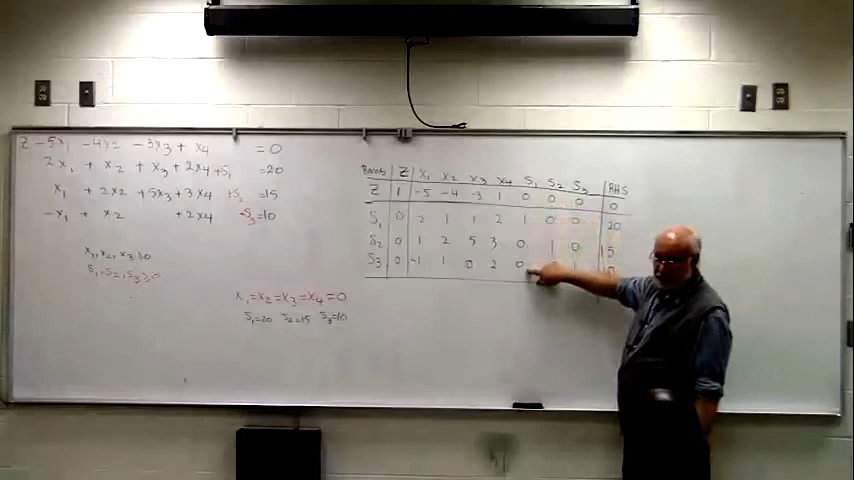 Z - 5x₁ - 4x₂ - 3x₃ + x₄ = 0
2x₁ + x₂ + x₃ + 2x₄ + S₁ = 20
x₁ + 2x₂ + 5x₃ + 3x₄ + S₂ = 15
-x₁ + x₂ + 2x₄ + S₃ = 10
x₁, x₂, x₃ ≥ 0
S₁, S₂, S₃ ≥ 0
x₁ = x₂ = x₃ = x₄ = 0
S₁=20 S₂=15 S₃=10
Basis Z x₁ x₂ x₃ x₄ S₁ S₂ S₃ RHS
Z 1 -5 -4 -3 1 0 0 0 0
S₁ 0 2 1 1 2 1 0 0 20
S₂ 0 1 2 5 3 0 1 0 15
S₃ 0 -1 1 0 2 0